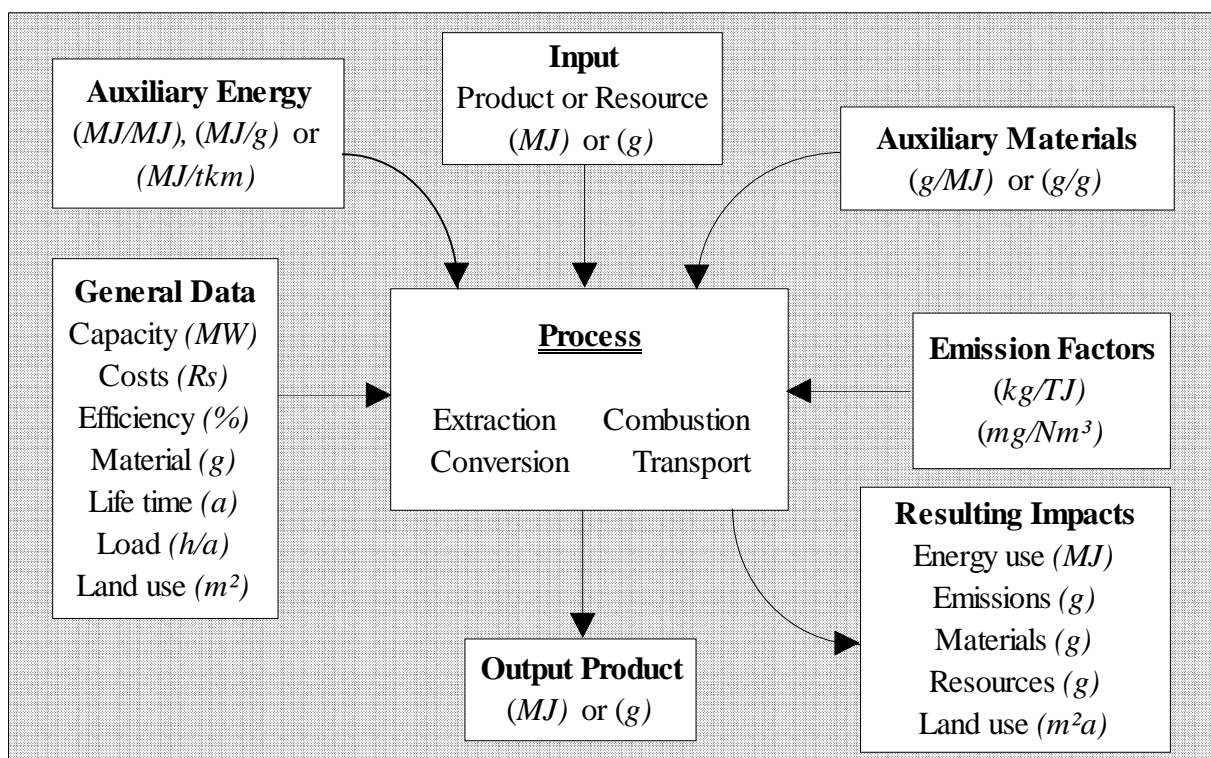 Auxiliary Energy
(MJ/MJ), (MJ/g) or
(MJ/tkm)
Input
Product or Resource
(MJ) or (g)
Auxiliary Materials
(g/MJ) or (g/g)
General Data
Capacity (MW)
Costs (Rs)
Efficiency (%)
Material (g)
Life time (a)
Load (h/a)
Land use (m²)
Process
Extraction Combustion
Conversion Transport
Emission Factors
(kg/TJ)
(mg/Nm³)
Output Product
(MJ) or (g)
Resulting Impacts
Energy use (MJ)
Emissions (g)
Materials (g)
Resources (g)
Land use (m²a)